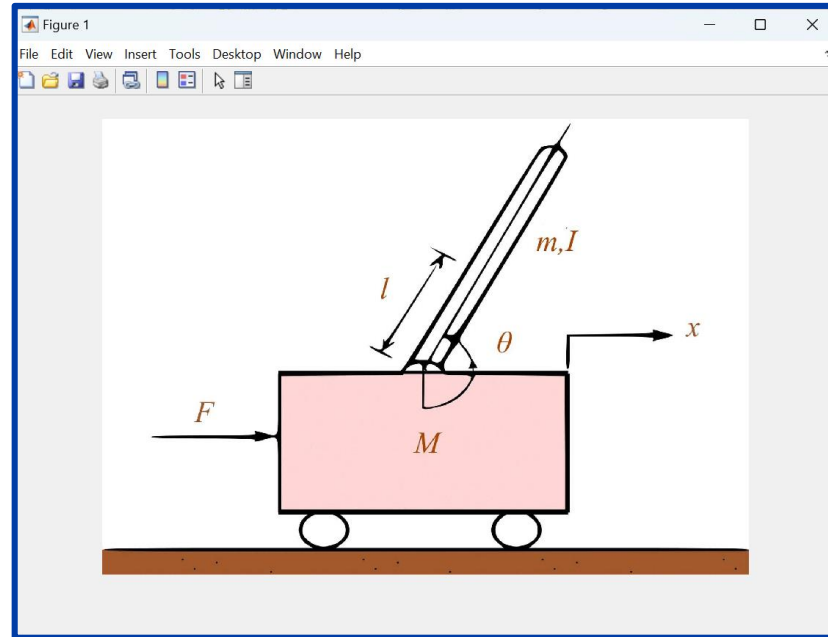 Figure 1
File Edit View Insert Tools Desktop Window Help
m,I
l
θ
x
F
M